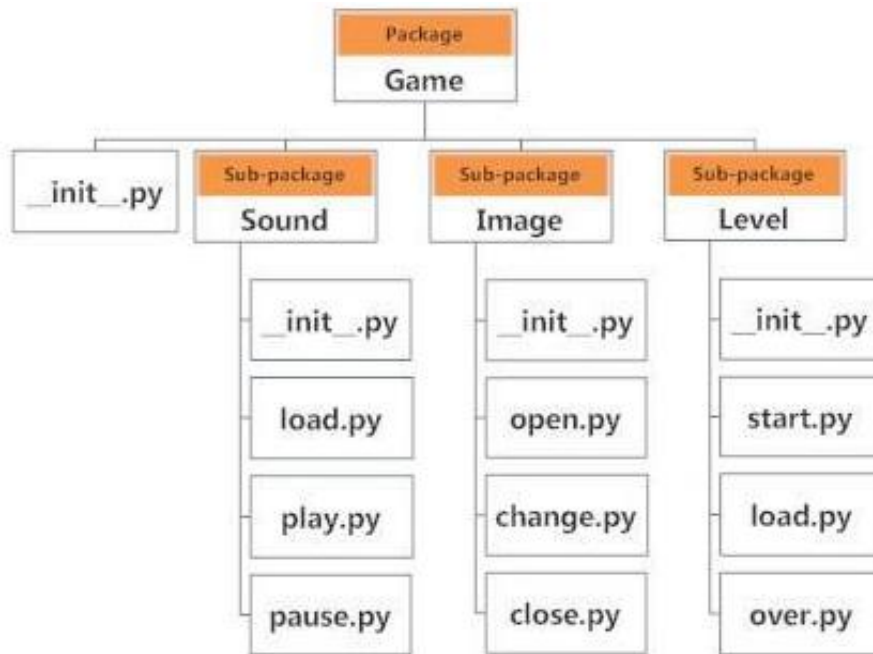 Package
Game
__init__.py
Sub-package
Sound
Sub-package
Image
Sub-package
Level
__init__.py
load.py
play.py
pause.py
__init__.py
open.py
change.py
close.py
__init__.py
start.py
load.py
over.py